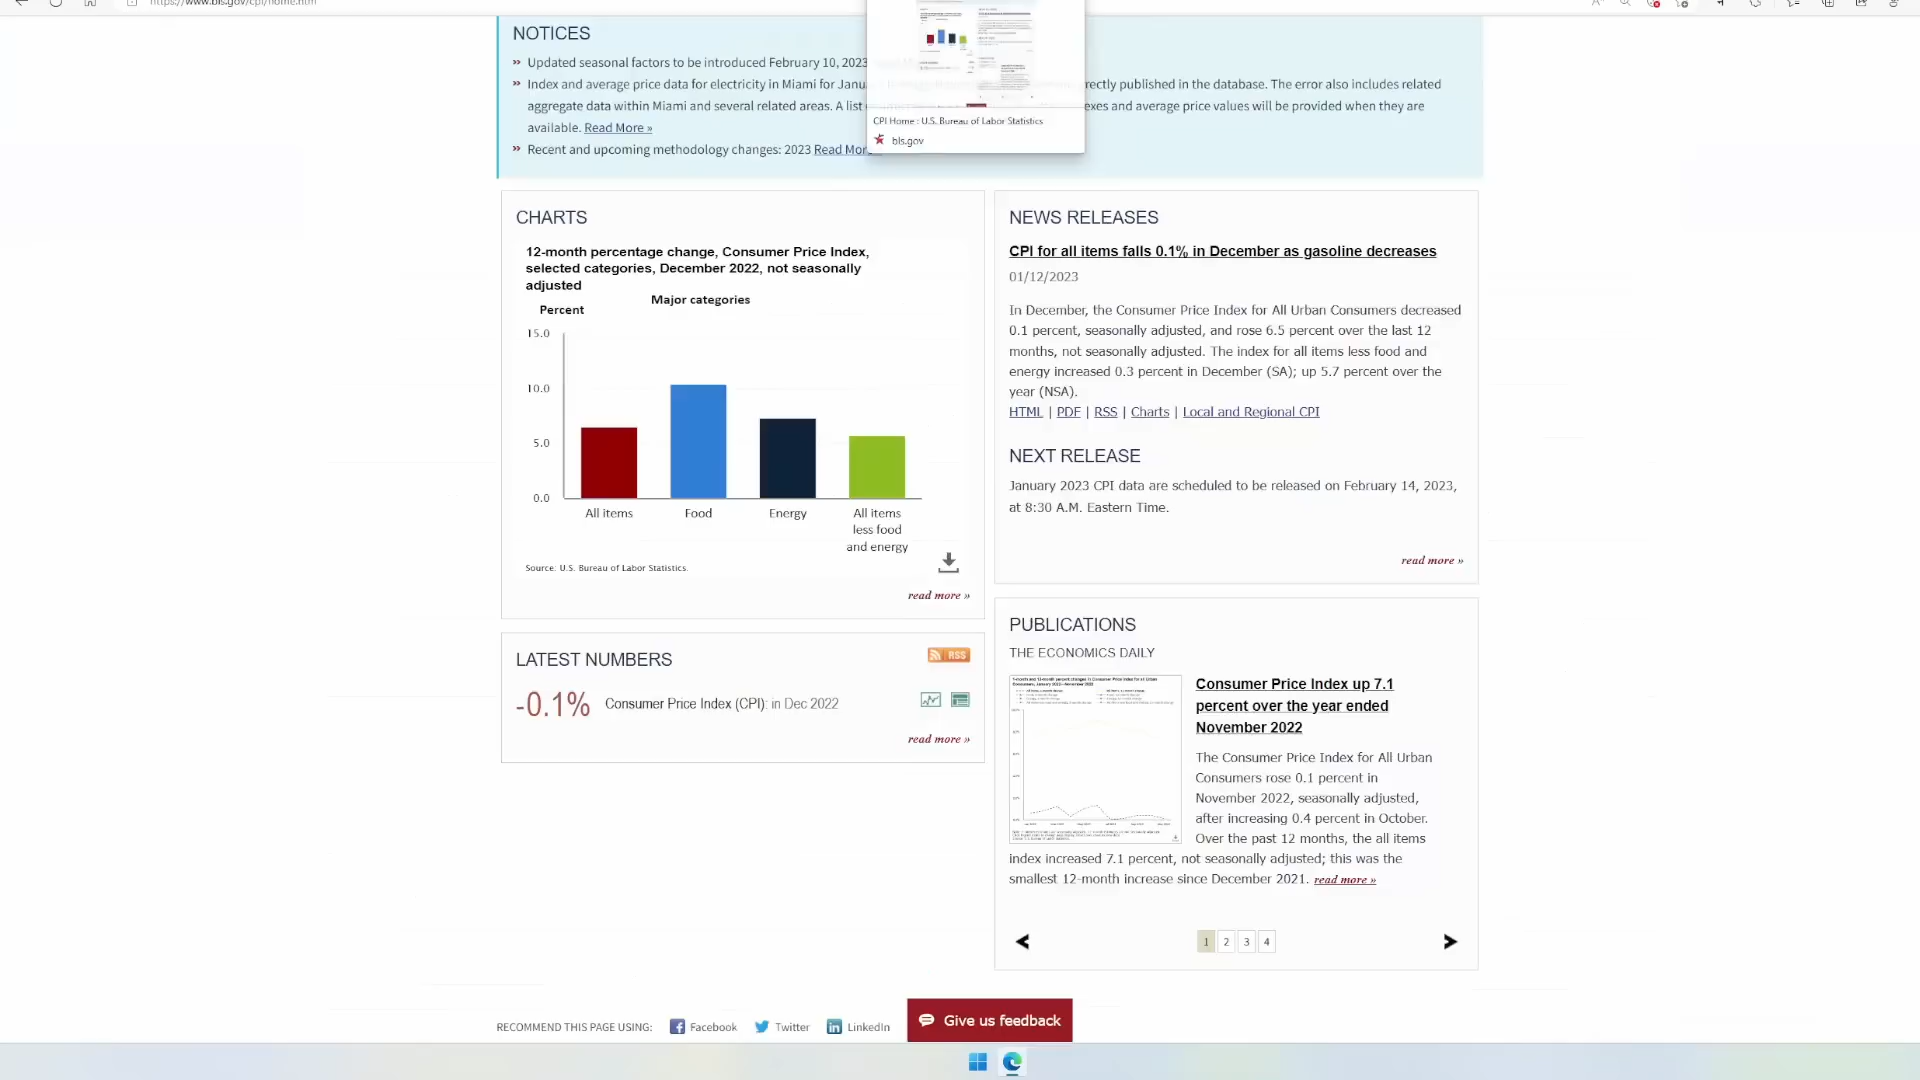 https://www.bls.gov/cpi/home.htm
NOTICES
» Updated seasonal factors to be introduced February 10, 2023
» Index and average price data for electricity in Miami for Janu rectly published in the database. The error also includes related
aggregate data within Miami and several related areas. A list exes and average price values will be provided when they are
available. Read More »
» Recent and upcoming methodology changes: 2023 Read Mor
CPI Home : U.S. Bureau of Labor Statistics
bls.gov
CHARTS
12-month percentage change, Consumer Price Index,
selected categories, December 2022, not seasonally
adjusted
Major categories
Percent
15.0
10.0
5.0
0.0
All items
Food
Energy
All items
less food
and energy
Source: U.S. Bureau of Labor Statistics.
read more »
LATEST NUMBERS
RSS
-0.1% Consumer Price Index (CPI): in Dec 2022
read more »
NEWS RELEASES
CPI for all items falls 0.1% in December as gasoline decreases
01/12/2023
In December, the Consumer Price Index for All Urban Consumers decreased
0.1 percent, seasonally adjusted, and rose 6.5 percent over the last 12
months, not seasonally adjusted. The index for all items less food and
energy increased 0.3 percent in December (SA); up 5.7 percent over the
year (NSA).
HTML | PDF | RSS | Charts | Local and Regional CPI
NEXT RELEASE
January 2023 CPI data are scheduled to be released on February 14, 2023,
at 8:30 A.M. Eastern Time.
read more »
PUBLICATIONS
THE ECONOMICS DAILY
Consumer Price Index up 7.1
percent over the year ended
November 2022
The Consumer Price Index for All Urban
Consumers rose 0.1 percent in
November 2022, seasonally adjusted,
after increasing 0.4 percent in October.
Over the past 12 months, the all items
index increased 7.1 percent, not seasonally adjusted; this was the
smallest 12-month increase since December 2021. read more »
1 2 3 4
RECOMMEND THIS PAGE USING: Facebook Twitter LinkedIn
Give us feedback